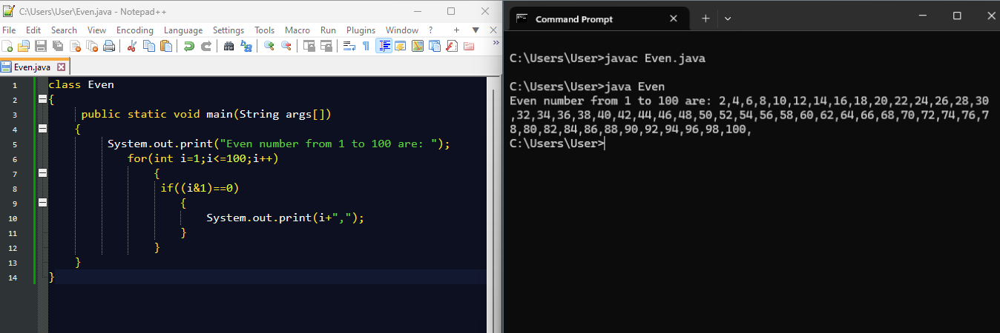 C:\Users\User\Even.java - Notepad++
File Edit Search View Encoding Language Settings Tools Macro Run Plugins Window ?
Even.java
1 class Even
2 {
3 public static void main(String args[])
4 {
5 System.out.print("Even number from 1 to 100 are: ");
6 for(int i=1;i<=100;i++)
7 {
8 if((i&1)==0)
9 {
10 System.out.print(i+",");
11 }
12 }
13 }
14 }
Command Prompt
C:\Users\User>javac Even.java
C:\Users\User>java Even
Even number from 1 to 100 are: 2,4,6,8,10,12,14,16,18,20,22,24,26,28,30
,32,34,36,38,40,42,44,46,48,50,52,54,56,58,60,62,64,66,68,70,72,74,76,7
8,80,82,84,86,88,90,92,94,96,98,100,
C:\Users\User>